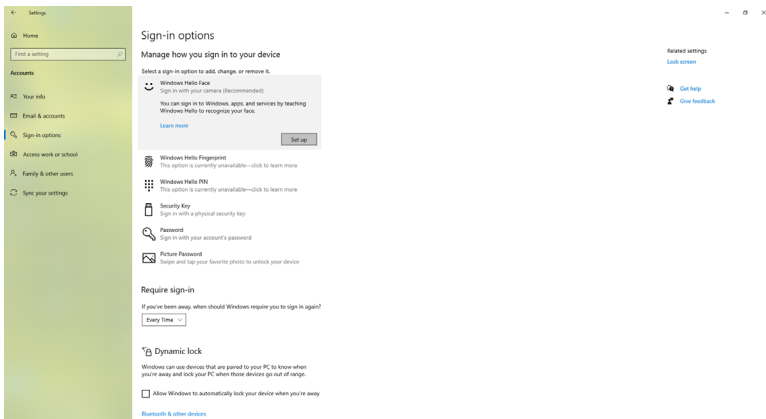 Settings
Home
Find a setting
Accounts
Your info
Email & accounts
Sign-in options
Access work or school
Family & other users
Sync your settings
Sign-in options
Manage how you sign in to your device
Select a sign-in option to add, change, or remove it.
Windows Hello Face
Sign in with your camera (Recommended)
You can sign in to Windows, apps, and services by teaching
Windows Hello to recognize your face.
Learn more
Set up
Windows Hello Fingerprint
This option is currently unavailable—click to learn more
Windows Hello PIN
This option is currently unavailable—click to learn more
Security Key
Sign in with a physical security key
Password
Sign in with your account's password
Picture Password
Swipe and tap your favorite photo to unlock your device
Require sign-in
If you've been away, when should Windows require you to sign in again?
Every Time
Dynamic lock
Windows can use devices that are paired to your PC to know when
you're away and lock your PC when those devices go out of range.
Allow Windows to automatically lock your device when you're away
Bluetooth & other devices
Related settings
Lock screen
Get help
Give feedback